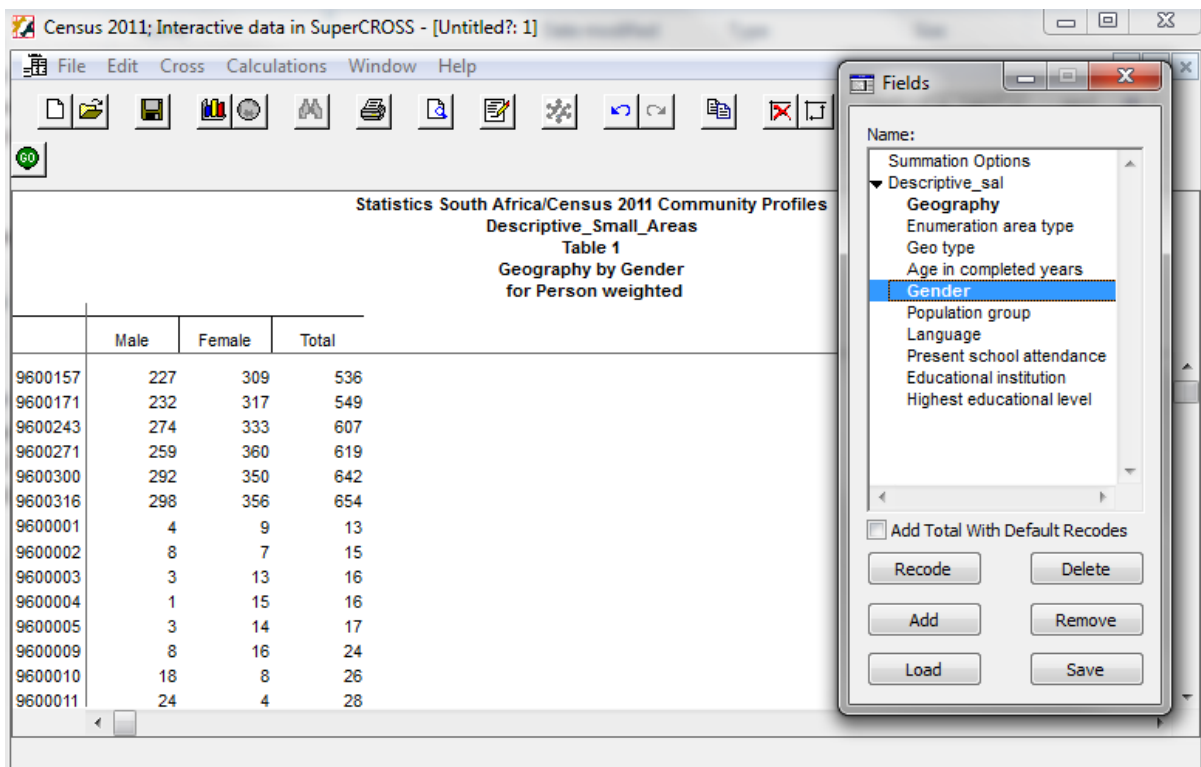 Census 2011; Interactive data in SuperCROSS - [Untitled?: 1]
File Edit Cross Calculations Window Help
GO
Statistics South Africa/Census 2011 Community Profiles
Descriptive_Small_Areas
Table 1
Geography by Gender
for Person weighted
Male Female Total
9600157 227 309 536
9600171 232 317 549
9600243 274 333 607
9600271 259 360 619
9600300 292 350 642
9600316 298 356 654
9600001 4 9 13
9600002 8 7 15
9600003 3 13 16
9600004 1 15 16
9600005 3 14 17
9600009 8 16 24
9600010 18 8 26
9600011 24 4 28
Fields
Name:
Summation Options
Descriptive_sal
Geography
Enumeration area type
Geo type
Age in completed years
Gender
Population group
Language
Present school attendance
Educational institution
Highest educational level
Add Total With Default Recodes
Recode Delete
Add Remove
Load Save